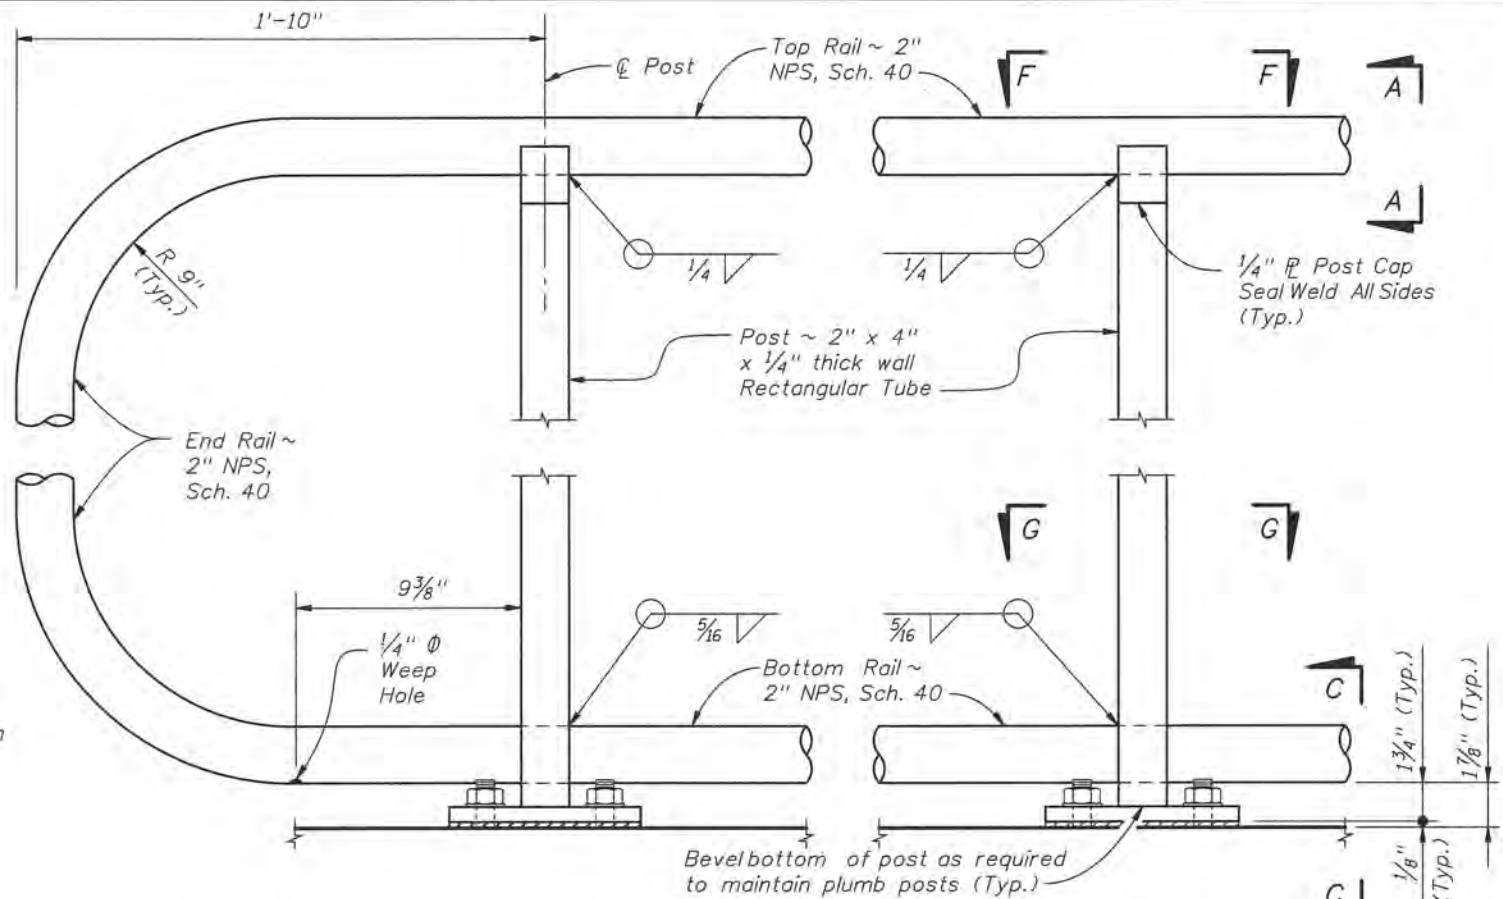 1'-10"
℄ Post
Top Rail ~ 2"
NPS, Sch. 40
F
F
A
A
R 9"
(Typ.)
1/4
1/4
1/4" ⅊ Post Cap
Seal Weld All Sides
(Typ.)
Post ~ 2" x 4"
x 1/4" thick wall
Rectangular Tube
End Rail ~
2" NPS,
Sch. 40
G
G
9 3/8"
1/4" Φ
Weep
Hole
5/16
5/16
Bottom Rail ~
2" NPS, Sch. 40
C
1 3/4" (Typ.)
1 7/8" (Typ.)
Bevel bottom of post as required
to maintain plumb posts (Typ.)
1/8"
(Typ.)
C